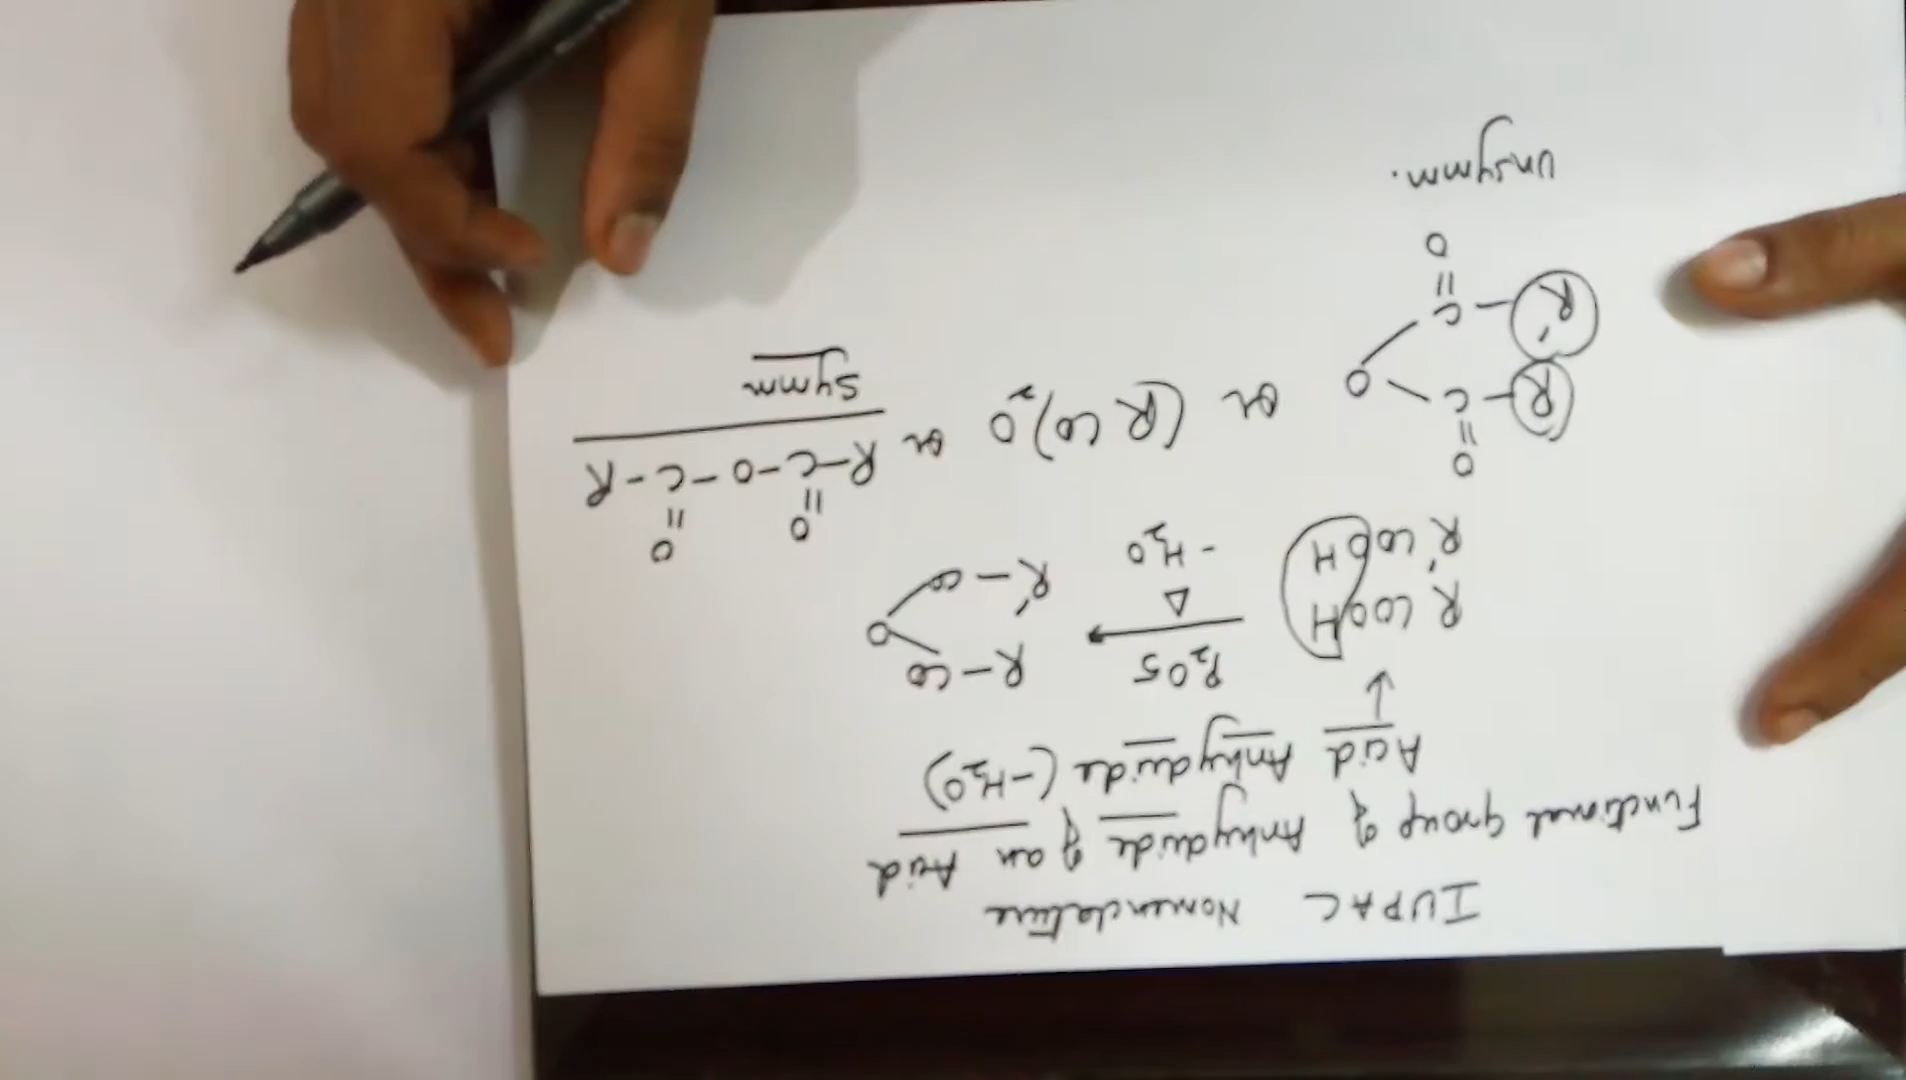 IUPAC Nomenclature
Functional group of Anhydride of an Acid
Acid Anhydride (-H₂O)
↓
RCOOH P₂O₅ R-CO
R'COOH Δ O
-H₂O R'-CO
O O O
|| || ||
R-C or (RCO)₂O or R-C-O-C-R
O Symm
R'-C
||
O
Unsymm.